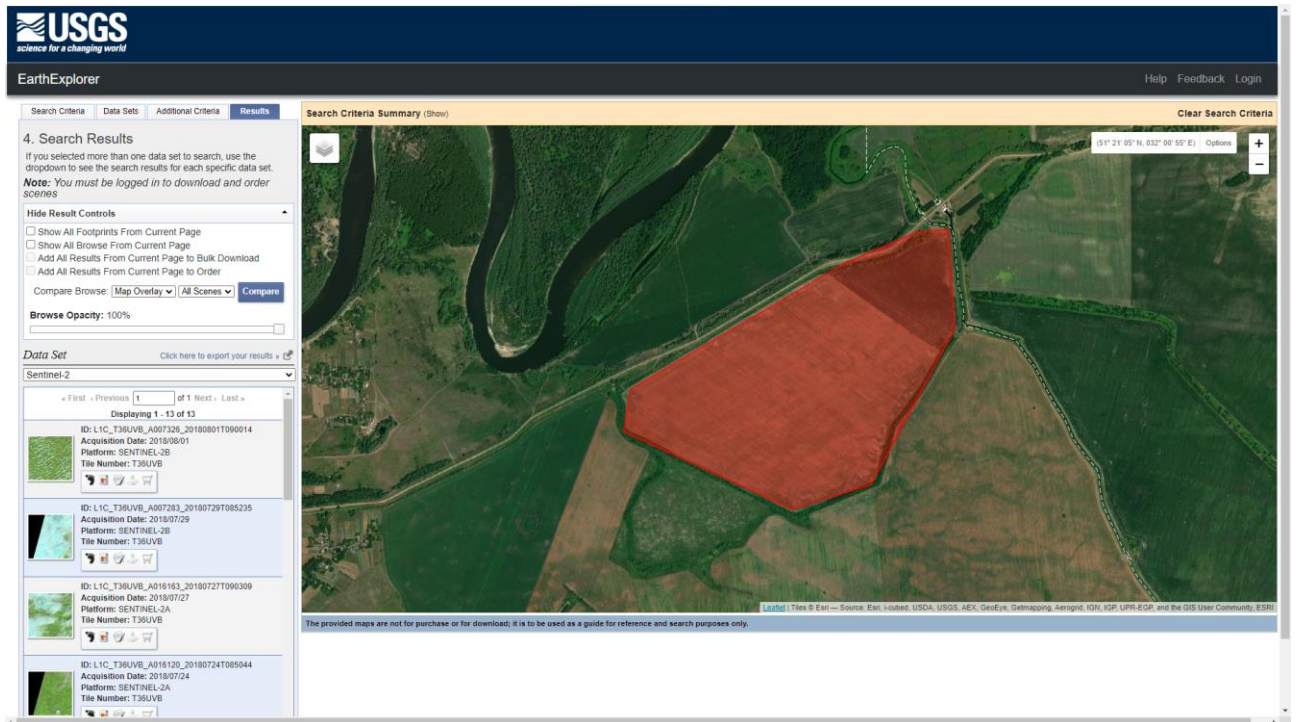 USGS
science for a changing world
EarthExplorer
Help Feedback Login
Search Criteria
Data Sets
Additional Criteria
Results
4. Search Results
If you selected more than one data set to search, use the
dropdown to see the search results for each specific data set.
Note: You must be logged in to download and order
scenes
Hide Result Controls
Show All Footprints From Current Page
Show All Browse From Current Page
Add All Results From Current Page to Bulk Download
Add All Results From Current Page to Order
Compare Browse: Map Overlay All Scenes Compare
Browse Opacity: 100%
Data Set
Click here to export your results »
Sentinel-2
« First ‹ Previous 1 of 1 Next › Last »
Displaying 1 - 13 of 13
ID: L1C_T36UVB_A007326_20180801T090014
Acquisition Date: 2018/08/01
Platform: SENTINEL-2B
Tile Number: T36UVB
ID: L1C_T36UVB_A007283_20180729T085235
Acquisition Date: 2018/07/29
Platform: SENTINEL-2B
Tile Number: T36UVB
ID: L1C_T36UVB_A016163_20180727T090309
Acquisition Date: 2018/07/27
Platform: SENTINEL-2A
Tile Number: T36UVB
ID: L1C_T36UVB_A016120_20180724T085044
Acquisition Date: 2018/07/24
Platform: SENTINEL-2A
Tile Number: T36UVB
Search Criteria Summary (Show)
Clear Search Criteria
(51° 21' 05" N, 032° 00' 55" E) Options
+
−
Leaflet | Tiles © Esri — Source: Esri, i-cubed, USDA, USGS, AEX, GeoEye, Getmapping, Aerogrid, IGN, IGP, UPR-EGP, and the GIS User Community, ESRI
The provided maps are not for purchase or for download; it is to be used as a guide for reference and search purposes only.